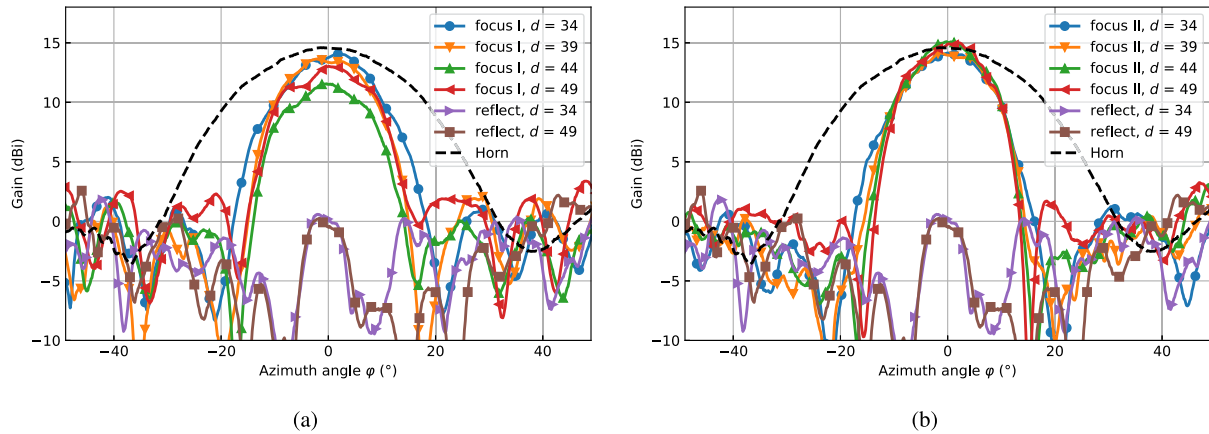 15
10
5
0
−5
−10
Gain (dBi)
−40
−20
0
20
40
Azimuth angle φ (°)
focus I, d = 34
focus I, d = 39
focus I, d = 44
focus I, d = 49
reflect, d = 34
reflect, d = 49
Horn
(a)
15
10
5
0
−5
−10
Gain (dBi)
−40
−20
0
20
40
Azimuth angle φ (°)
focus II, d = 34
focus II, d = 39
focus II, d = 44
focus II, d = 49
reflect, d = 34
reflect, d = 49
Horn
(b)